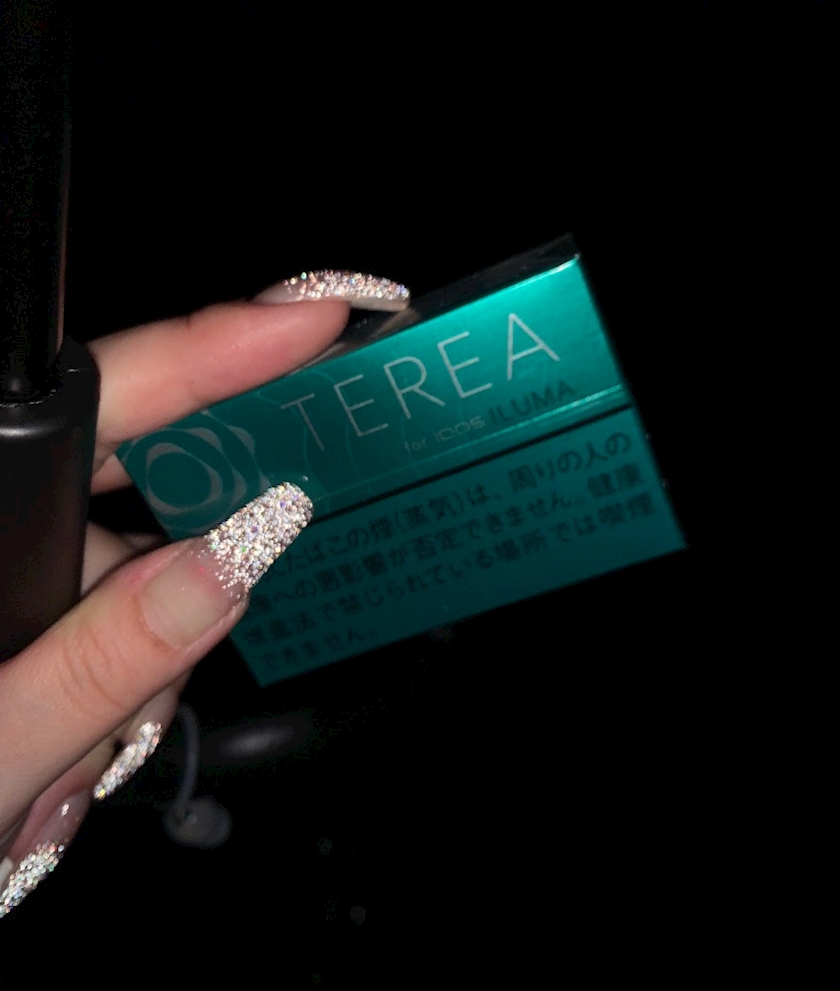 TEREA
for IQOS ILUMA
たばこの煙(蒸気)は、周りの人の
への悪影響が否定できません。健康
増進法で禁じられている場所では喫煙
できません。